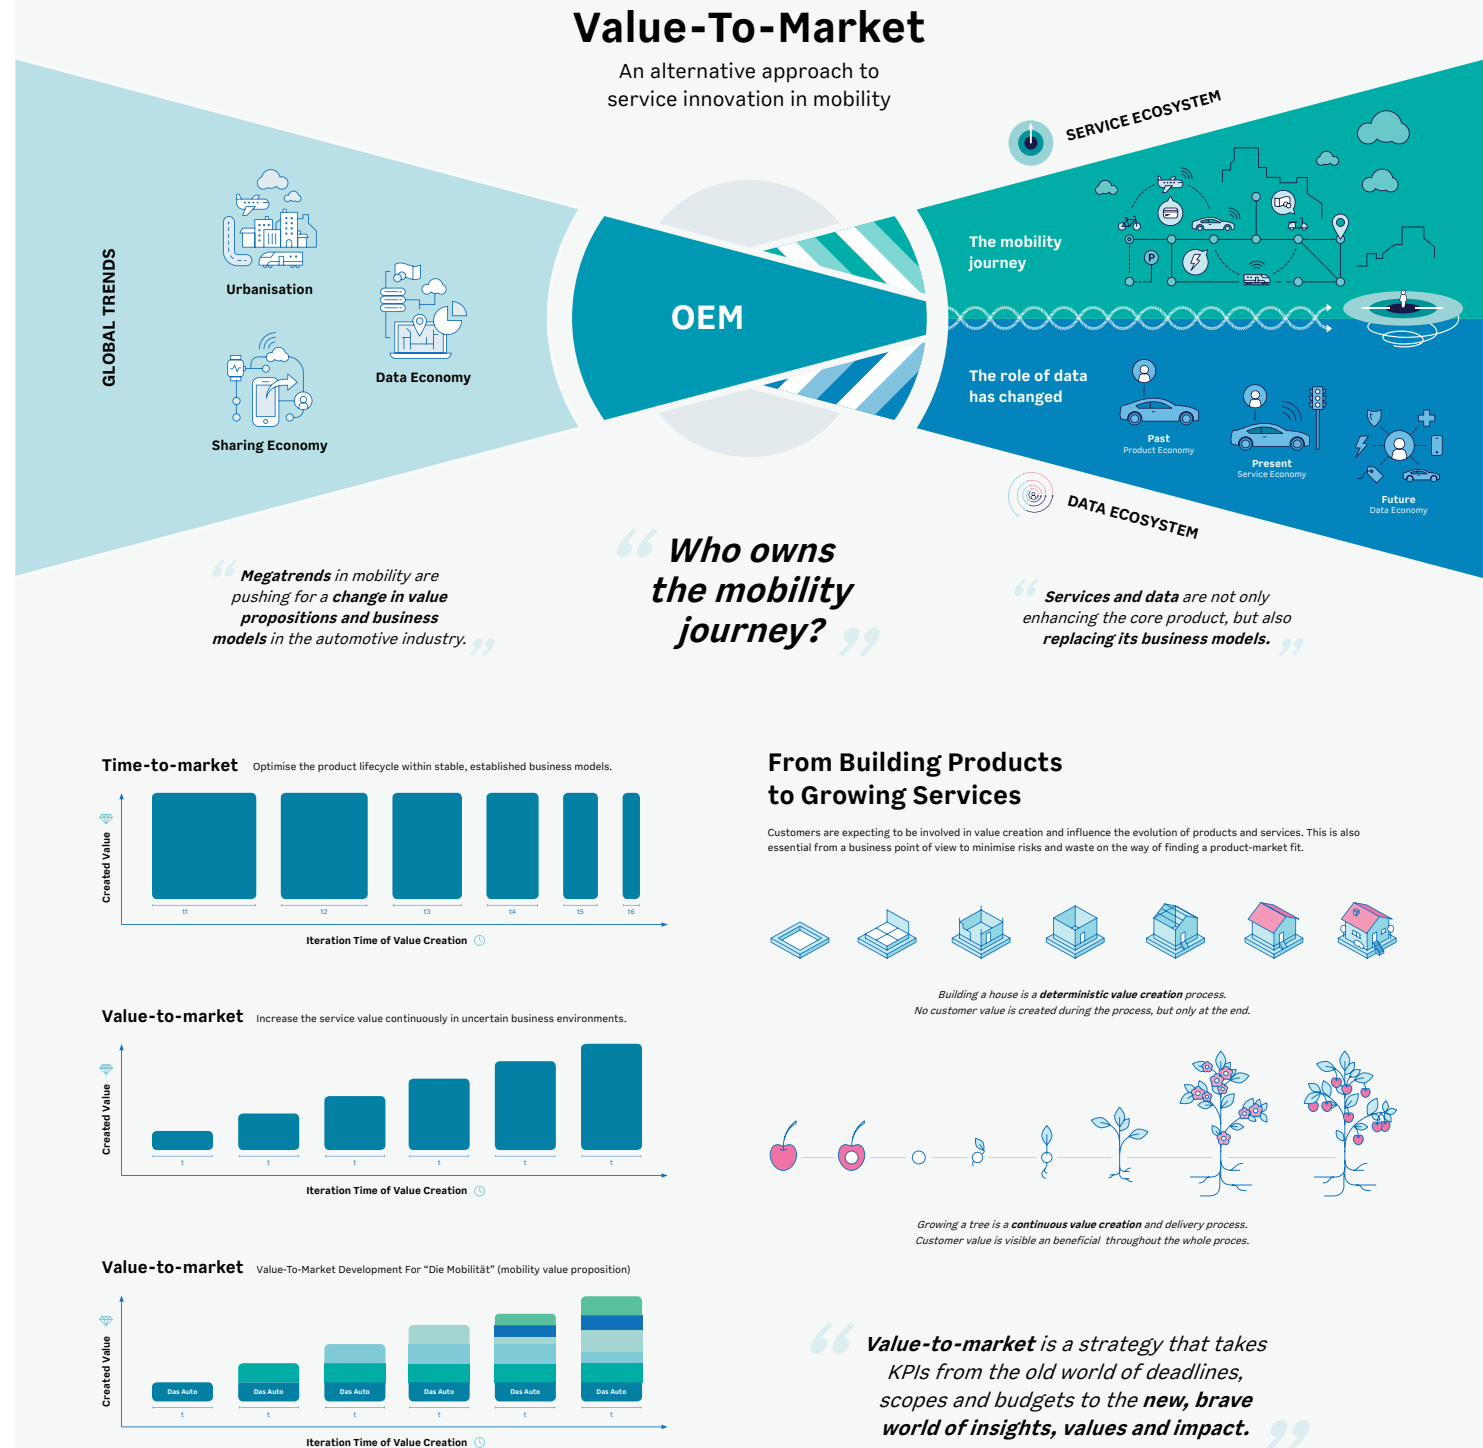 Value-To-Market
An alternative approach to
service innovation in mobility
GLOBAL TRENDS
Urbanisation
Data Economy
Sharing Economy
OEM
SERVICE ECOSYSTEM
The mobility
journey
P
The role of data
has changed
Past
Product Economy
Present
Service Economy
Future
Data Economy
DATA ECOSYSTEM
“Megatrends in mobility are
pushing for a change in value
propositions and business
models in the automotive industry.”
“Who owns
the mobility
journey?”
“Services and data are not only
enhancing the core product, but also
replacing its business models.”
Time-to-market Optimise the product lifecycle within stable, established business models.
Created Value
t1 t2 t3 t4 t5 t6
Iteration Time of Value Creation
Value-to-market Increase the service value continuously in uncertain business environments.
Created Value
t t t t t t
Iteration Time of Value Creation
Value-to-market Value-To-Market Development For “Die Mobilität” (mobility value proposition)
Created Value
Das Auto Das Auto Das Auto Das Auto Das Auto Das Auto
t t t t t t
Iteration Time of Value Creation
From Building Products
to Growing Services
Customers are expecting to be involved in value creation and influence the evolution of products and services. This is also
essential from a business point of view to minimise risks and waste on the way of finding a product-market fit.
Building a house is a deterministic value creation process.
No customer value is created during the process, but only at the end.
Growing a tree is a continuous value creation and delivery process.
Customer value is visible an beneficial throughout the whole proces.
“Value-to-market is a strategy that takes
KPIs from the old world of deadlines,
scopes and budgets to the new, brave
world of insights, values and impact.”